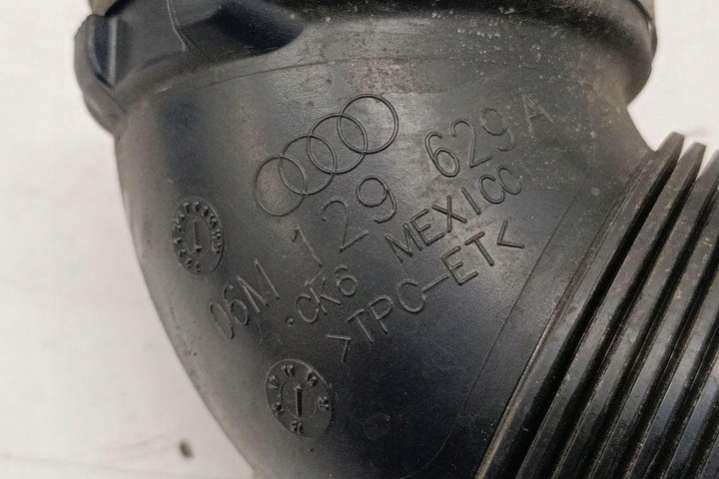 06M 129 629 A
CK6 MEXICO
>TPC-ET<